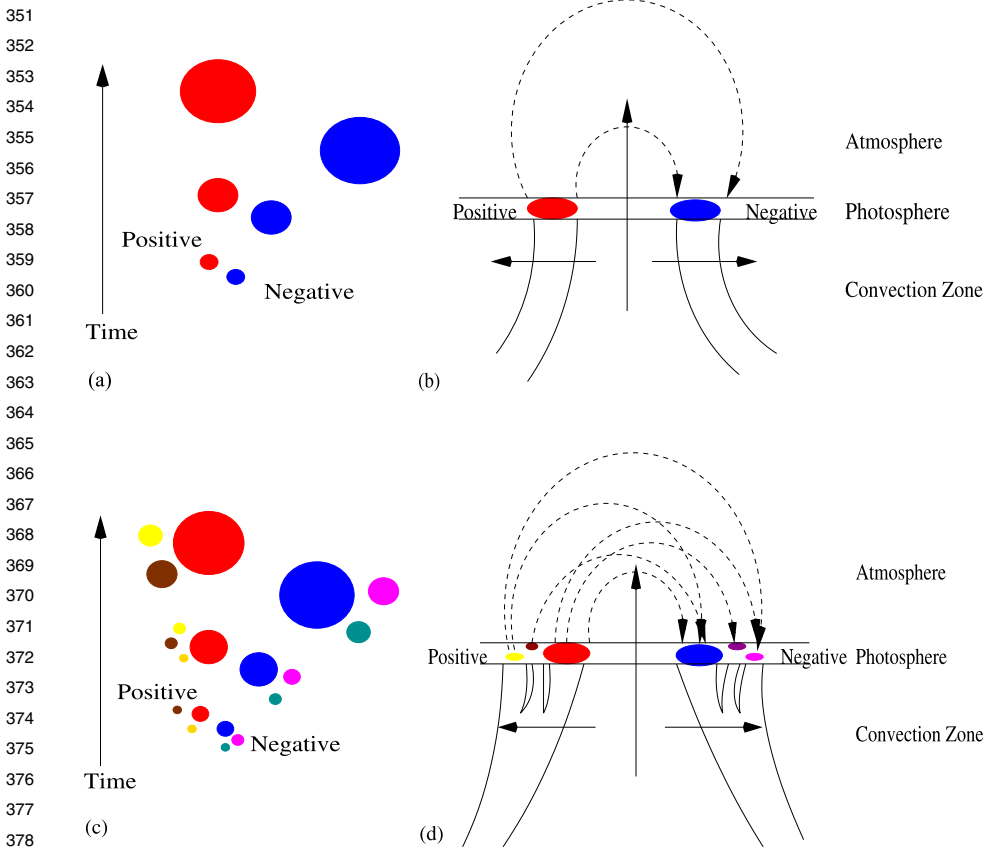 351
352
353
354
355
356
357
358
359
360
361
362
363
364
365
366
367
368
369
370
371
372
373
374
375
376
377
378
Positive
Negative
Time
(a)
Atmosphere
Positive
Negative
Photosphere
Convection Zone
(b)
Positive
Negative
Time
(c)
Atmosphere
Positive
Negative
Photosphere
Convection Zone
(d)